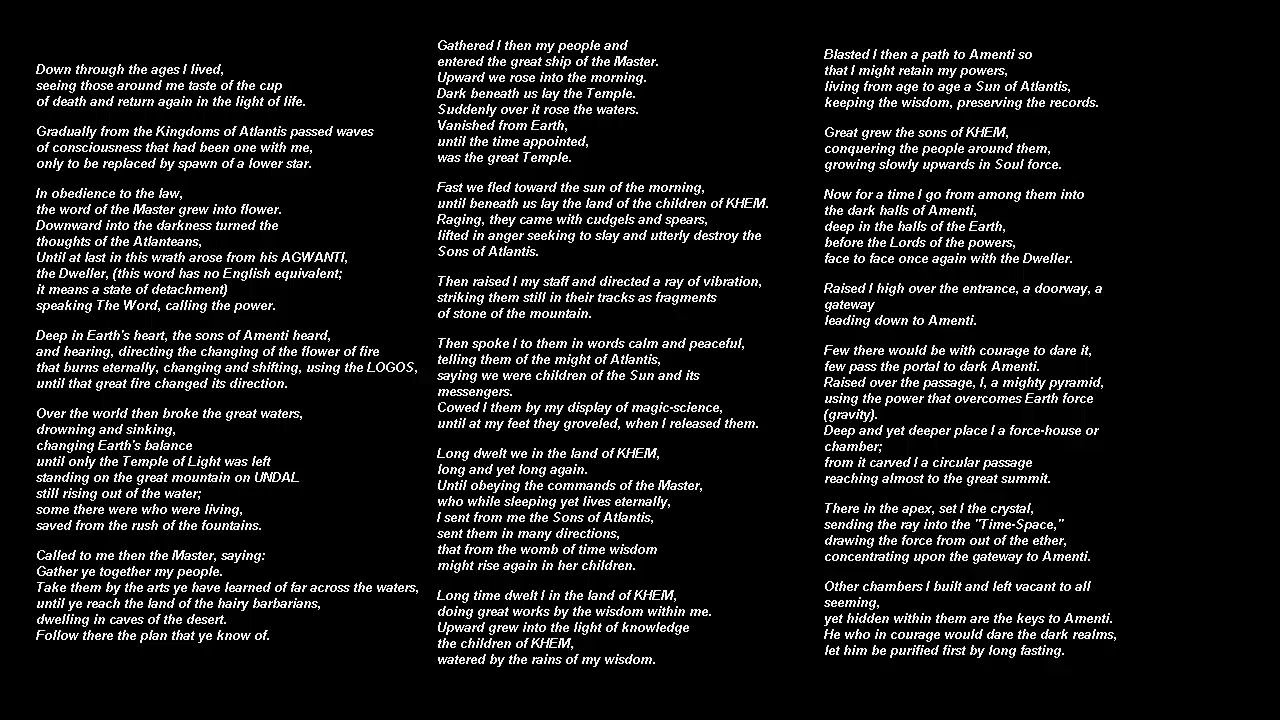 Down through the ages I lived,
seeing those around me taste of the cup
of death and return again in the light of life.
Gradually from the Kingdoms of Atlantis passed waves
of consciousness that had been one with me,
only to be replaced by spawn of a lower star.
In obedience to the law,
the word of the Master grew into flower.
Downward into the darkness turned the
thoughts of the Atlanteans,
Until at last in this wrath arose from his AGWANTI,
the Dweller, (this word has no English equivalent;
it means a state of detachment)
speaking The Word, calling the power.
Deep in Earth's heart, the sons of Amenti heard,
and hearing, directing the changing of the flower of fire
that burns eternally, changing and shifting, using the LOGOS,
until that great fire changed its direction.
Over the world then broke the great waters,
drowning and sinking,
changing Earth's balance
until only the Temple of Light was left
standing on the great mountain on UNDAL
still rising out of the water;
some there were who were living,
saved from the rush of the fountains.
Called to me then the Master, saying:
Gather ye together my people.
Take them by the arts ye have learned of far across the waters,
until ye reach the land of the hairy barbarians,
dwelling in caves of the desert.
Follow there the plan that ye know of.
Gathered I then my people and
entered the great ship of the Master.
Upward we rose into the morning.
Dark beneath us lay the Temple.
Suddenly over it rose the waters.
Vanished from Earth,
until the time appointed,
was the great Temple.
Fast we fled toward the sun of the morning,
until beneath us lay the land of the children of KHEM.
Raging, they came with cudgels and spears,
lifted in anger seeking to slay and utterly destroy the
Sons of Atlantis.
Then raised I my staff and directed a ray of vibration,
striking them still in their tracks as fragments
of stone of the mountain.
Then spoke I to them in words calm and peaceful,
telling them of the might of Atlantis,
saying we were children of the Sun and its
messengers.
Cowed I them by my display of magic-science,
until at my feet they groveled, when I released them.
Long dwelt we in the land of KHEM,
long and yet long again.
Until obeying the commands of the Master,
who while sleeping yet lives eternally,
I sent from me the Sons of Atlantis,
sent them in many directions,
that from the womb of time wisdom
might rise again in her children.
Long time dwelt I in the land of KHEM,
doing great works by the wisdom within me.
Upward grew into the light of knowledge
the children of KHEM,
watered by the rains of my wisdom.
Blasted I then a path to Amenti so
that I might retain my powers,
living from age to age a Sun of Atlantis,
keeping the wisdom, preserving the records.
Great grew the sons of KHEM,
conquering the people around them,
growing slowly upwards in Soul force.
Now for a time I go from among them into
the dark halls of Amenti,
deep in the halls of the Earth,
before the Lords of the powers,
face to face once again with the Dweller.
Raised I high over the entrance, a doorway, a
gateway
leading down to Amenti.
Few there would be with courage to dare it,
few pass the portal to dark Amenti.
Raised over the passage, I, a mighty pyramid,
using the power that overcomes Earth force
(gravity).
Deep and yet deeper place I a force-house or
chamber;
from it carved I a circular passage
reaching almost to the great summit.
There in the apex, set I the crystal,
sending the ray into the "Time-Space,"
drawing the force from out of the ether,
concentrating upon the gateway to Amenti.
Other chambers I built and left vacant to all
seeming,
yet hidden within them are the keys to Amenti.
He who in courage would dare the dark realms,
let him be purified first by long fasting.